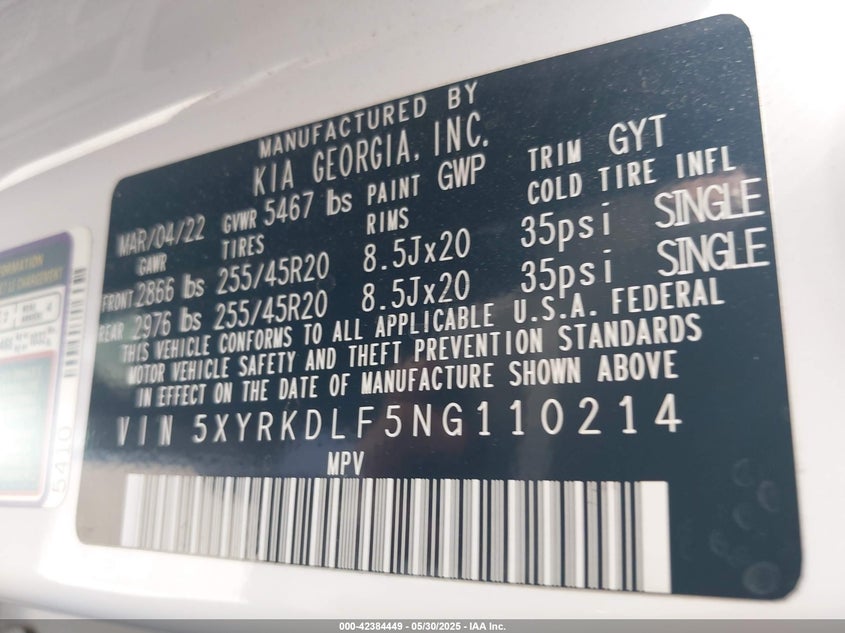 MANUFACTURED BY
KIA GEORGIA, INC.
MAR/04/22 GVWR 5467 lbs PAINT GWP TRIM GYT
GAWR TIRES RIMS COLD TIRE INFL
FRONT 2866 lbs 255/45R20 8.5Jx20 35psi SINGLE
REAR 2976 lbs 255/45R20 8.5Jx20 35psi SINGLE
THIS VEHICLE CONFORMS TO ALL APPLICABLE U.S.A. FEDERAL
MOTOR VEHICLE SAFETY AND THEFT PREVENTION STANDARDS
IN EFFECT ON THE DATE OF MANUFACTURE SHOWN ABOVE
VIN 5XYRKDLF5NG110214
MPV
5410
000-42384449 - 05/30/2025 - IAA Inc.